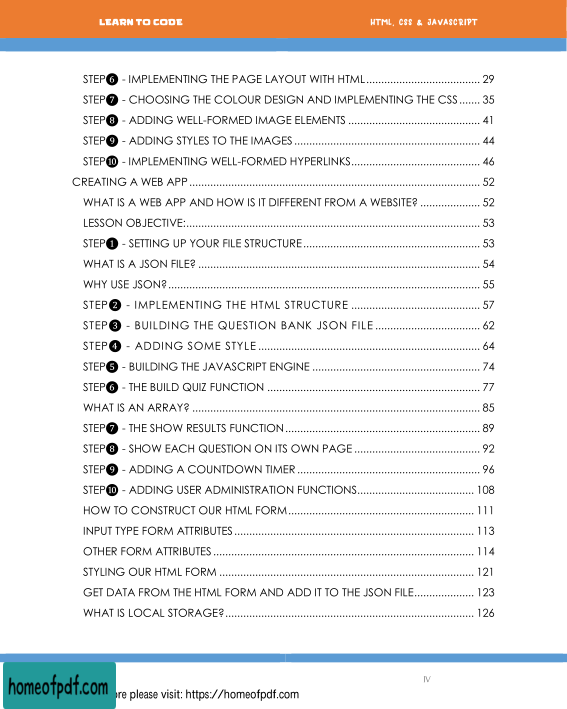 LEARN TO CODE HTML, CSS & JAVASCRIPT
STEP❻ - IMPLEMENTING THE PAGE LAYOUT WITH HTML..................................... 29
STEP❼ - CHOOSING THE COLOUR DESIGN AND IMPLEMENTING THE CSS....... 35
STEP❽ - ADDING WELL-FORMED IMAGE ELEMENTS ........................................... 41
STEP❾ - ADDING STYLES TO THE IMAGES ............................................................. 44
STEP❿ - IMPLEMENTING WELL-FORMED HYPERLINKS.......................................... 46
CREATING A WEB APP ................................................................................................ 52
WHAT IS A WEB APP AND HOW IS IT DIFFERENT FROM A WEBSITE? ................... 52
LESSON OBJECTIVE:................................................................................................. 53
STEP❶ - SETTING UP YOUR FILE STRUCTURE.......................................................... 53
WHAT IS A JSON FILE? ............................................................................................. 54
WHY USE JSON?....................................................................................................... 55
STEP❷ - IMPLEMENTING THE HTML STRUCTURE .......................................... 57
STEP❸ - BUILDING THE QUESTION BANK JSON FILE .................................. 62
STEP❹ - ADDING SOME STYLE ......................................................................... 64
STEP❺ - BUILDING THE JAVASCRIPT ENGINE ....................................................... 74
STEP❻ - THE BUILD QUIZ FUNCTION ...................................................................... 77
WHAT IS AN ARRAY? ............................................................................................... 85
STEP❼ - THE SHOW RESULTS FUNCTION................................................................ 89
STEP❽ - SHOW EACH QUESTION ON ITS OWN PAGE ......................................... 92
STEP❾ - ADDING A COUNTDOWN TIMER ............................................................ 96
STEP❿ - ADDING USER ADMINISTRATION FUNCTIONS...................................... 108
HOW TO CONSTRUCT OUR HTML FORM............................................................. 111
INPUT TYPE FORM ATTRIBUTES ............................................................................... 113
OTHER FORM ATTRIBUTES ...................................................................................... 114
STYLING OUR HTML FORM .................................................................................... 121
GET DATA FROM THE HTML FORM AND ADD IT TO THE JSON FILE.................... 123
WHAT IS LOCAL STORAGE?.................................................................................. 126
IV
homeofpdf.com
please visit: https://homeofpdf.com